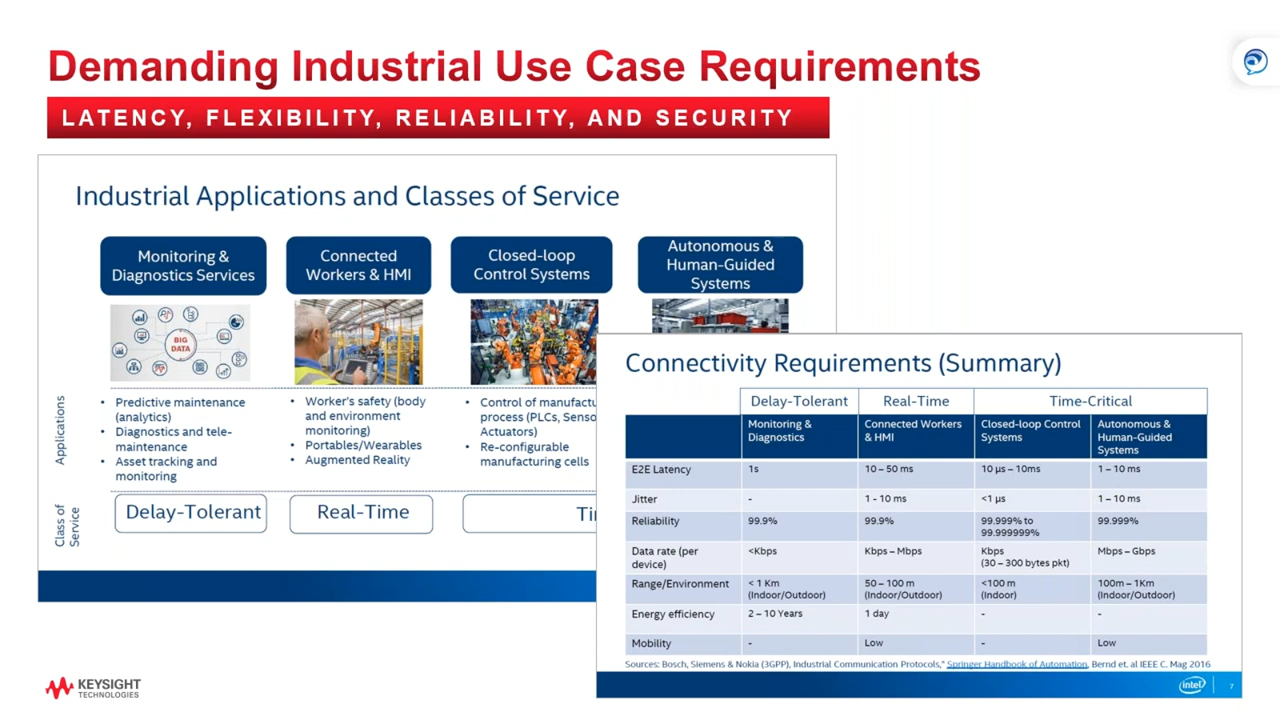 Demanding Industrial Use Case Requirements
LATENCY, FLEXIBILITY, RELIABILITY, AND SECURITY
Industrial Applications and Classes of Service
Monitoring &
Diagnostics Services
Connected
Workers & HMI
Closed-loop
Control Systems
Autonomous &
Human-Guided
Systems
BIG
DATA
Applications
• Predictive maintenance
(analytics)
• Diagnostics and tele-
maintenance
• Asset tracking and
monitoring
• Worker's safety (body
and environment
monitoring)
• Portables/Wearables
• Augmented Reality
• Control of manufactu
process (PLCs, Senso
Actuators)
• Re-configurable
manufacturing cells
Class of
Service
Delay-Tolerant
Real-Time
Ti
Connectivity Requirements (Summary)
Delay-Tolerant Real-Time Time-Critical
Monitoring &
Diagnostics
Connected Workers
& HMI
Closed-loop Control
Systems
Autonomous &
Human-Guided
Systems
E2E Latency 1s 10 – 50 ms 10 µs – 10ms 1 – 10 ms
Jitter - 1 - 10 ms <1 µs 1 – 10 ms
Reliability 99.9% 99.9% 99.999% to
99.999999%
99.999%
Data rate (per
device)
<Kbps
Kbps – Mbps
Kbps
(30 – 300 bytes pkt)
Mbps – Gbps
Range/Environment
< 1 Km
(Indoor/Outdoor)
50 – 100 m
(Indoor/Outdoor)
<100 m
(Indoor)
100m – 1Km
(Indoor/Outdoor)
Energy efficiency 2 – 10 Years 1 day - -
Mobility - Low - Low
Sources: Bosch, Siemens & Nokia (3GPP), Industrial Communication Protocols," Springer Handbook of Automation, Bernd et. al IEEE C. Mag 2016
intel 7
KEYSIGHT
TECHNOLOGIES